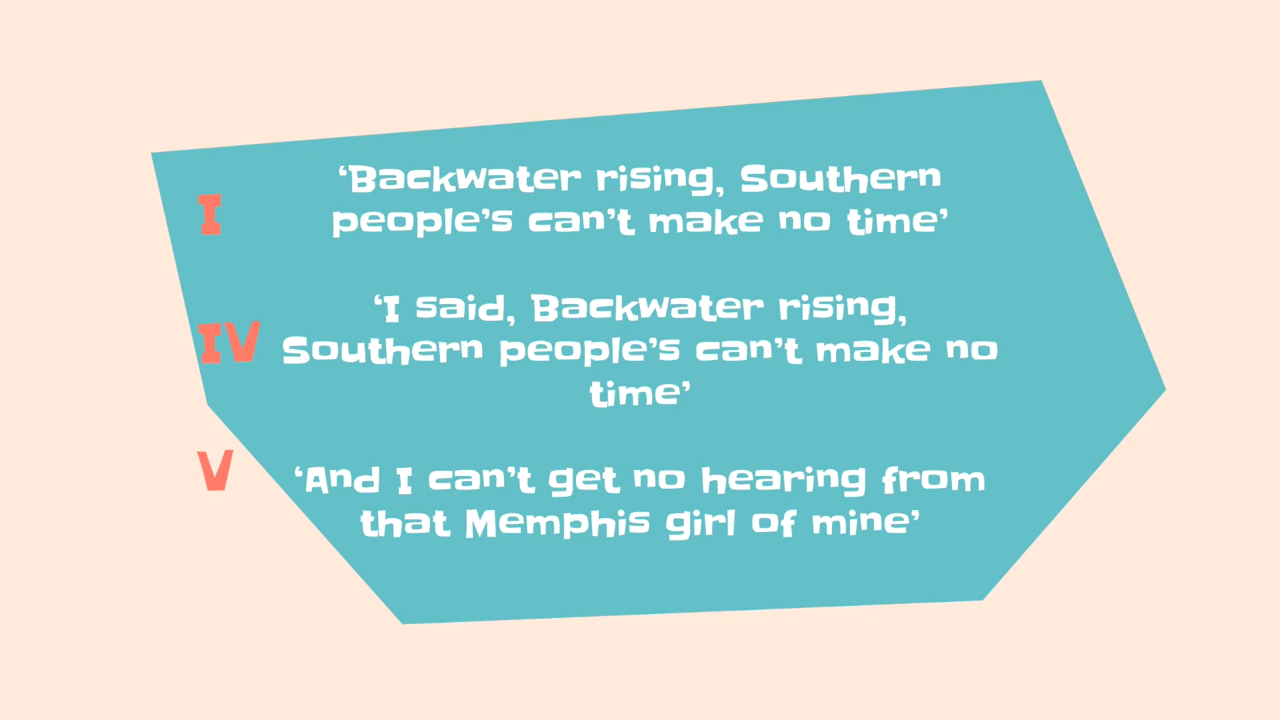 I
‘Backwater rising, Southern
people’s can’t make no time’
IV
‘I said, Backwater rising,
Southern people’s can’t make no
time’
V
‘And I can’t get no hearing from
that Memphis girl of mine’